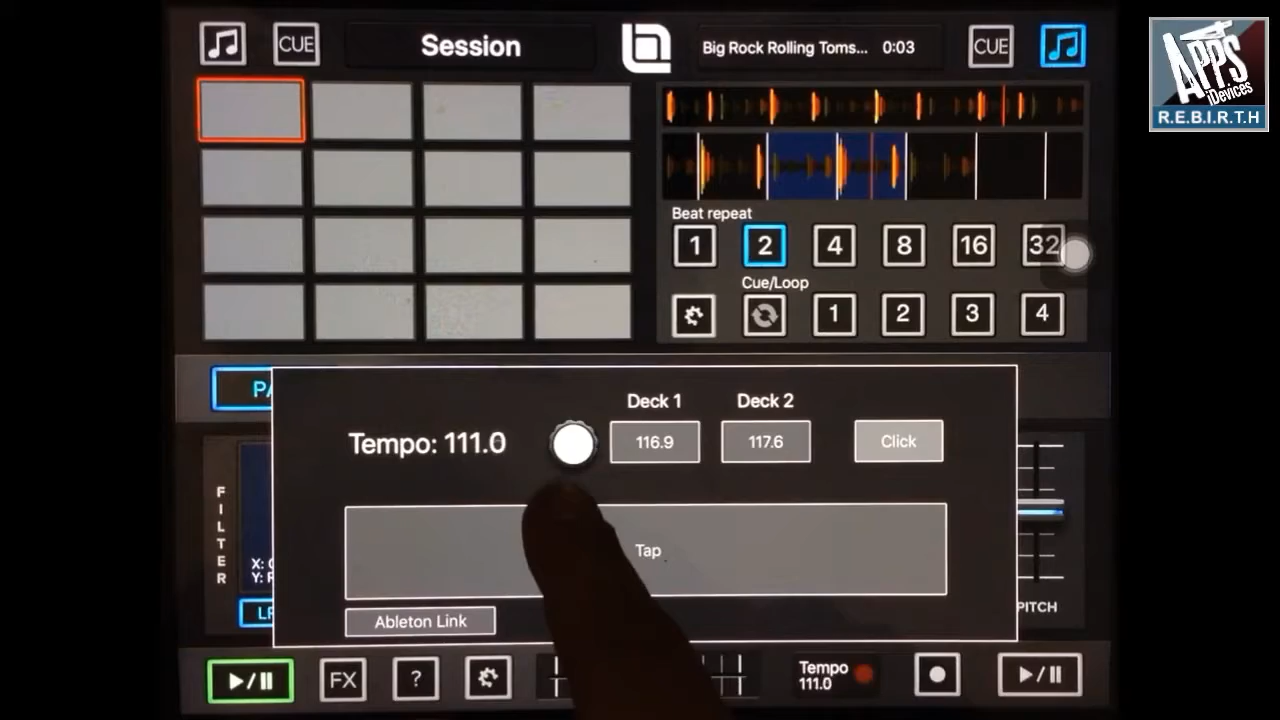 CUE
Session
Big Rock Rolling Toms... 0:03
CUE
APPS
iDevices
R.E.B.I.R.T.H
Beat repeat
1 2 4 8 16 32
Cue/Loop
1 2 3 4
Deck 1 Deck 2
Tempo: 111.0 116.9 117.6 Click
FILTER
Tap
Ableton Link
PITCH
FX ? Tempo
111.0